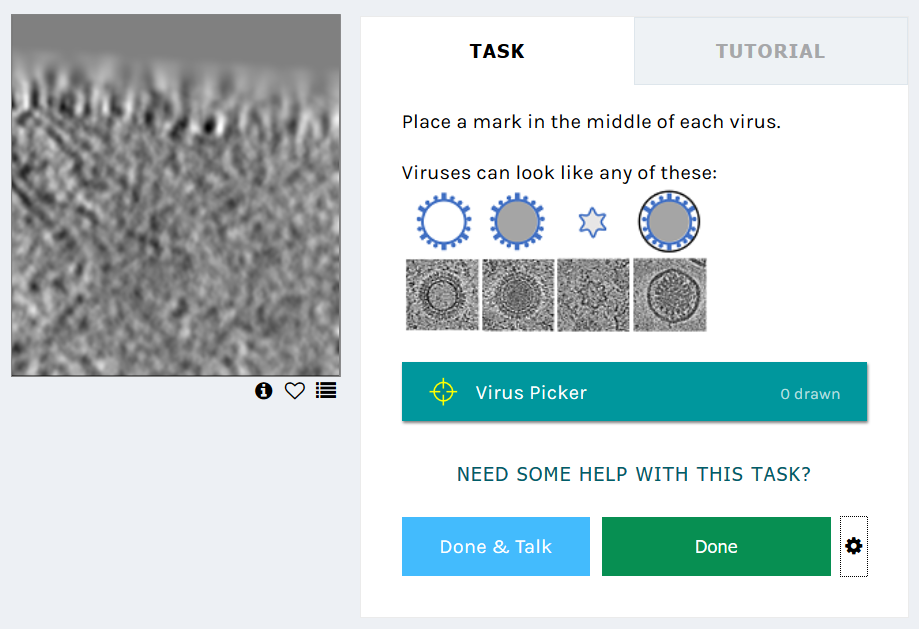 TASK
TUTORIAL
Place a mark in the middle of each virus.
Viruses can look like any of these:
Virus Picker
0 drawn
NEED SOME HELP WITH THIS TASK?
Done & Talk
Done